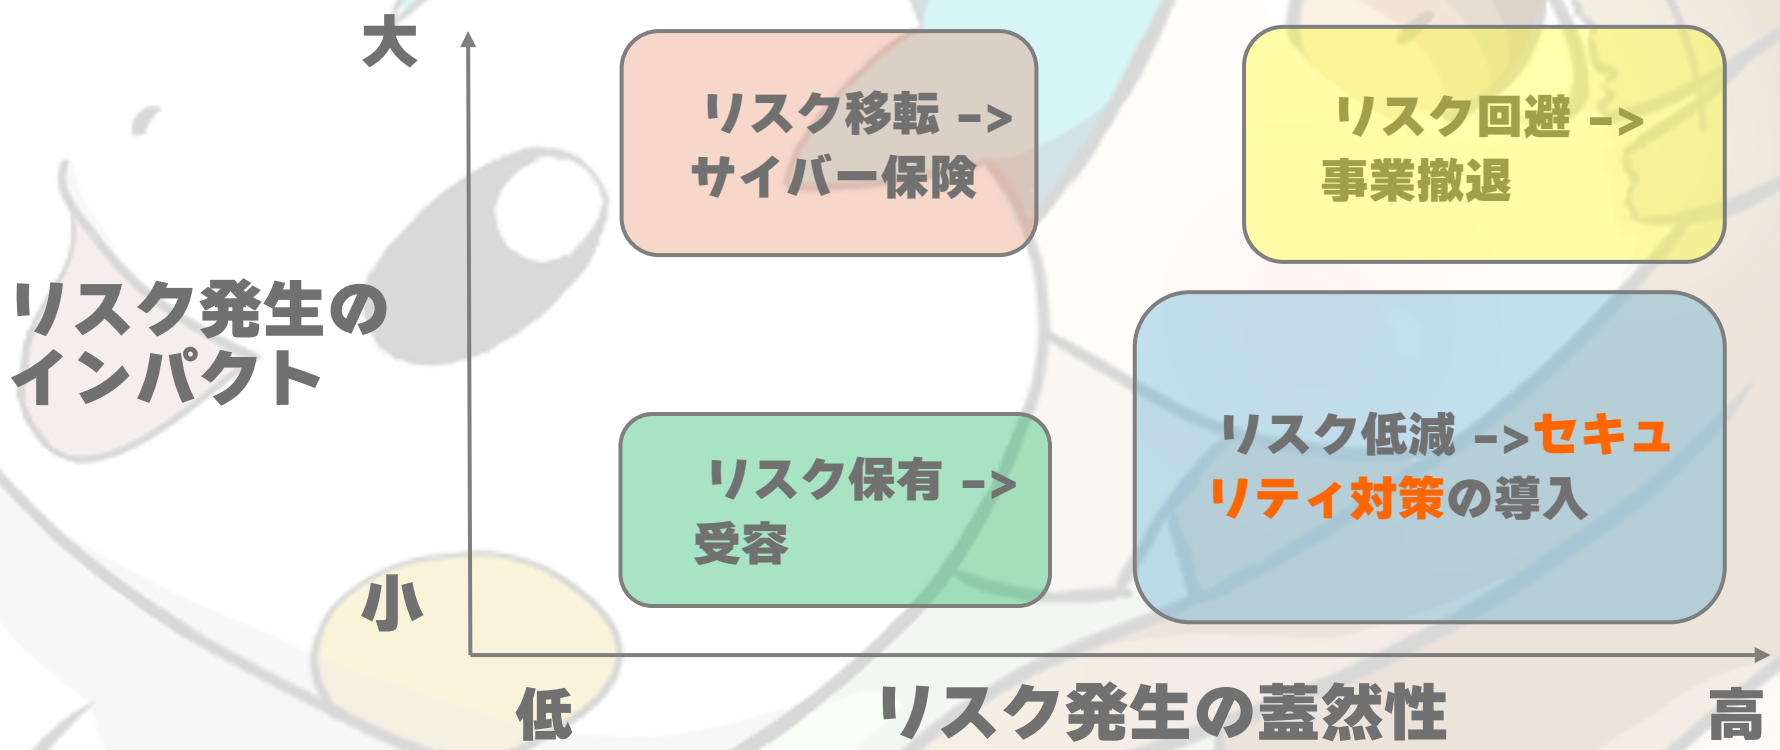 大
リスク移転 –>
サイバー保険
リスク回避 –>
事業撤退
リスク発生の
インパクト
リスク低減 –>セキュ
リティ対策の導入
リスク保有 –>
受容
小
低
リスク発生の蓋然性
高